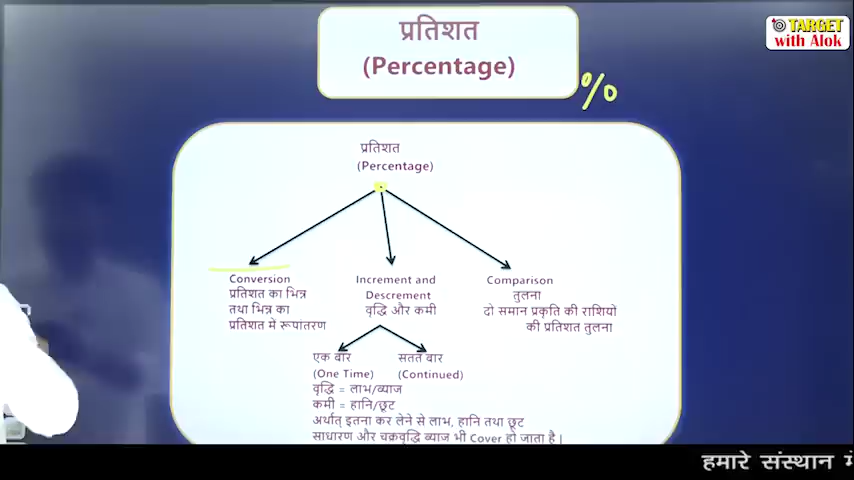 प्रतिशत
(Percentage)
%
TARGET
with Alok
प्रतिशत
(Percentage)
Conversion
प्रतिशत का भिन्न
तथा भिन्न का
प्रतिशत में रूपांतरण
Increment and
Descrement
वृद्धि और कमी
Comparison
तुलना
दो समान प्रकृति की राशियों
की प्रतिशत तुलना
एक बार
(One Time)
सतत बार
(Continued)
वृद्धि = लाभ/व्याज
कमी = हानि/छूट
अर्थात् इतना कर लेने से लाभ, हानि तथा छूट
साधारण और चक्रवृद्धि व्याज भी Cover हो जाता है |
हमारे संस्थान में